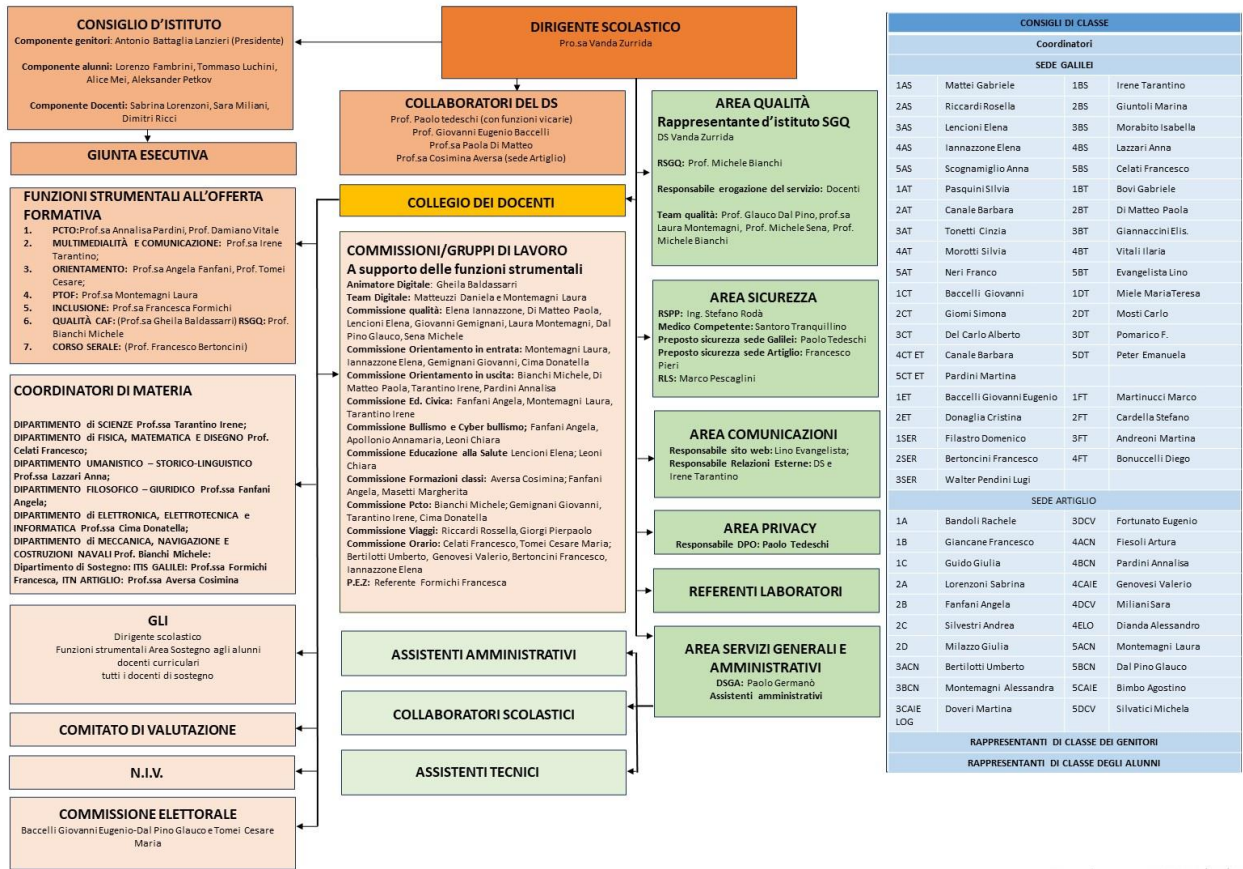 CONSIGLIO D'ISTITUTO
Componente genitori: Antonio Battaglia Lanzieri (Presidente)
Componente alunni: Lorenzo Fambrini, Tommaso Luchini,
Alice Mei, Aleksander Petkov
Componente Docenti: Sabrina Lorenzoni, Sara Miliani,
Dimitri Ricci
GIUNTA ESECUTIVA
FUNZIONI STRUMENTALI ALL'OFFERTA
FORMATIVA
1. PCTO:Prof.sa Annalisa Pardini, Prof. Damiano Vitale
2. MULTIMEDIALITÀ E COMUNICAZIONE: Prof.sa Irene
Tarantino;
3. ORIENTAMENTO: Prof.sa Angela Fanfani, Prof. Tomei
Cesare;
4. PTOF: Prof.sa Montemagni Laura
5. INCLUSIONE: Prof.sa Francesca Formichi
6. QUALITÀ CAF: (Prof.sa Gheila Baldassarri) RSGQ: Prof.
Bianchi Michele
7. CORSO SERALE: (Prof. Francesco Bertoncini)
COORDINATORI DI MATERIA
DIPARTIMENTO di SCIENZE Prof.ssa Tarantino Irene;
DIPARTIMENTO di FISICA, MATEMATICA E DISEGNO Prof.
Celati Francesco;
DIPARTIMENTO UMANISTICO – STORICO-LINGUISTICO
Prof.ssa Lazzari Anna;
DIPARTIMENTO FILOSOFICO – GIURIDICO Prof.ssa Fanfani
Angela;
DIPARTIMENTO di ELETTRONICA, ELETTROTECNICA e
INFORMATICA Prof.ssa Cima Donatella;
DIPARTIMENTO di MECCANICA, NAVIGAZIONE E
COSTRUZIONI NAVALI Prof. Bianchi Michele:
Dipartimento di Sostegno: ITIS GALILEI: Prof.ssa Formichi
Francesca, ITN ARTIGLIO: Prof.ssa Aversa Cosimina
GLI
Dirigente scolastico
Funzioni strumentali Area Sostegno agli alunni
docenti curriculari
tutti i docenti di sostegno
COMITATO DI VALUTAZIONE
N.I.V.
COMMISSIONE ELETTORALE
Baccelli Giovanni Eugenio-Dal Pino Glauco e Tomei Cesare
Maria
DIRIGENTE SCOLASTICO
Pro.sa Vanda Zurrida
COLLABORATORI DEL DS
Prof. Paolo tedeschi (con funzioni vicarie)
Prof. Giovanni Eugenio Baccelli
Prof.sa Paola Di Matteo
Prof.sa Cosimina Aversa (sede Artiglio)
COLLEGIO DEI DOCENTI
COMMISSIONI/GRUPPI DI LAVORO
A supporto delle funzioni strumentali
Animatore Digitale: Gheila Baldassarri
Team Digitale: Matteuzzi Daniela e Montemagni Laura
Commissione qualità: Elena Iannazzone, Di Matteo Paola,
Lencioni Elena, Giovanni Gemignani, Laura Montemagni, Dal
Pino Glauco, Sena Michele
Commissione Orientamento in entrata: Montemagni Laura,
Iannazzone Elena, Gemignani Giovanni, Cima Donatella
Commissione Orientamento in uscita: Bianchi Michele, Di
Matteo Paola, Tarantino Irene, Pardini Annalisa
Commissione Ed. Civica: Fanfani Angela, Montemagni Laura,
Tarantino Irene
Commissione Bullismo e Cyber bullismo; Fanfani Angela,
Apollonio Annamaria, Leoni Chiara
Commissione Educazione alla Salute Lencioni Elena; Leoni
Chiara
Commissione Formazioni classi: Aversa Cosimina; Fanfani
Angela, Masetti Margherita
Commissione Pcto: Bianchi Michele; Gemignani Giovanni,
Tarantino Irene, Cima Donatella
Commissione Viaggi: Riccardi Rossella, Giorgi Pierpaolo
Commissione Orario: Celati Francesco, Tomei Cesare Maria;
Bertilotti Umberto, Genovesi Valerio, Bertoncini Francesco,
Iannazzone Elena
P.E.Z: Referente Formichi Francesca
ASSISTENTI AMMINISTRATIVI
COLLABORATORI SCOLASTICI
ASSISTENTI TECNICI
AREA QUALITÀ
Rappresentante d'istituto SGQ
DS Vanda Zurrida
RSGQ: Prof. Michele Bianchi
Responsabile erogazione del servizio: Docenti
Team qualità: Prof. Glauco Dal Pino, prof.sa
Laura Montemagni, Prof. Michele Sena, Prof.
Michele Bianchi
AREA SICUREZZA
RSPP: Ing. Stefano Rodà
Medico Competente: Santoro Tranquillino
Preposto sicurezza sede Galilei: Paolo Tedeschi
Preposto sicurezza sede Artiglio: Francesco
Pieri
RLS: Marco Pescaglini
AREA COMUNICAZIONI
Responsabile sito web: Lino Evangelista;
Responsabile Relazioni Esterne: DS e
Irene Tarantino
AREA PRIVACY
Responsabile DPO: Paolo Tedeschi
REFERENTI LABORATORI
AREA SERVIZI GENERALI E
AMMINISTRATIVI
DSGA: Paolo Germanò
Assistenti amministrativi
CONSIGLI DI CLASSE
Coordinatori
SEDE GALILEI
1AS Mattei Gabriele 1BS Irene Tarantino
2AS Riccardi Rosella 2BS Giuntoli Marina
3AS Lencioni Elena 3BS Morabito Isabella
4AS Iannazzone Elena 4BS Lazzari Anna
5AS Scognamiglio Anna 5BS Celati Francesco
1AT Pasquini SIlvia 1BT Bovi Gabriele
2AT Canale Barbara 2BT Di Matteo Paola
3AT Tonetti Cinzia 3BT Giannaccini Elis.
4AT Morotti Silvia 4BT Vitali Ilaria
5AT Neri Franco 5BT Evangelista Lino
1CT Baccelli Giovanni 1DT Miele MariaTeresa
2CT Giomi Simona 2DT Mosti Carlo
3CT Del Carlo Alberto 3DT Pomarico F.
4CT ET Canale Barbara 5DT Peter Emanuela
5CT ET Pardini Martina
1ET Baccelli Giovanni Eugenio 1FT Martinucci Marco
2ET Donaglia Cristina 2FT Cardella Stefano
1SER Filastro Domenico 3FT Andreoni Martina
2SER Bertoncini Francesco 4FT Bonuccelli Diego
3SER Walter Pendini Lugi
SEDE ARTIGLIO
1A Bandoli Rachele 3DCV Fortunato Eugenio
1B Giancane Francesco 4ACN Fiesoli Artura
1C Guido Giulia 4BCN Pardini Annalisa
2A Lorenzoni Sabrina 4CAIE Genovesi Valerio
2B Fanfani Angela 4DCV Miliani Sara
2C Silvestri Andrea 4ELO Dianda Alessandro
2D Milazzo Giulia 5ACN Montemagni Laura
3ACN Bertilotti Umberto 5BCN Dal Pino Glauco
3BCN Montemagni Alessandra 5CAIE Bimbo Agostino
3CAIE Doveri Martina 5DCV Silvatici Michela
LOG
RAPPRESENTANTI DI CLASSE DEI GENITORI
RAPPRESENTANTI DI CLASSE DEGLI ALUNNI